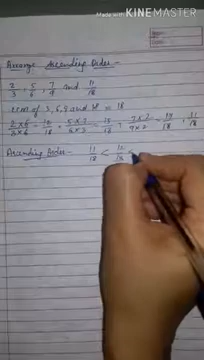 Made with KINEMASTER
Arrange Ascending Order
2/3, 5/6, 7/9 and 11/18
LCM of 3, 6, 9 and 18 = 18
2×6/3×6 = 12/18, 5×3/6×3 = 15/18, 7×2/9×2 = 14/18, 11/18
Ascending Order - 11/18 < 12/18 <